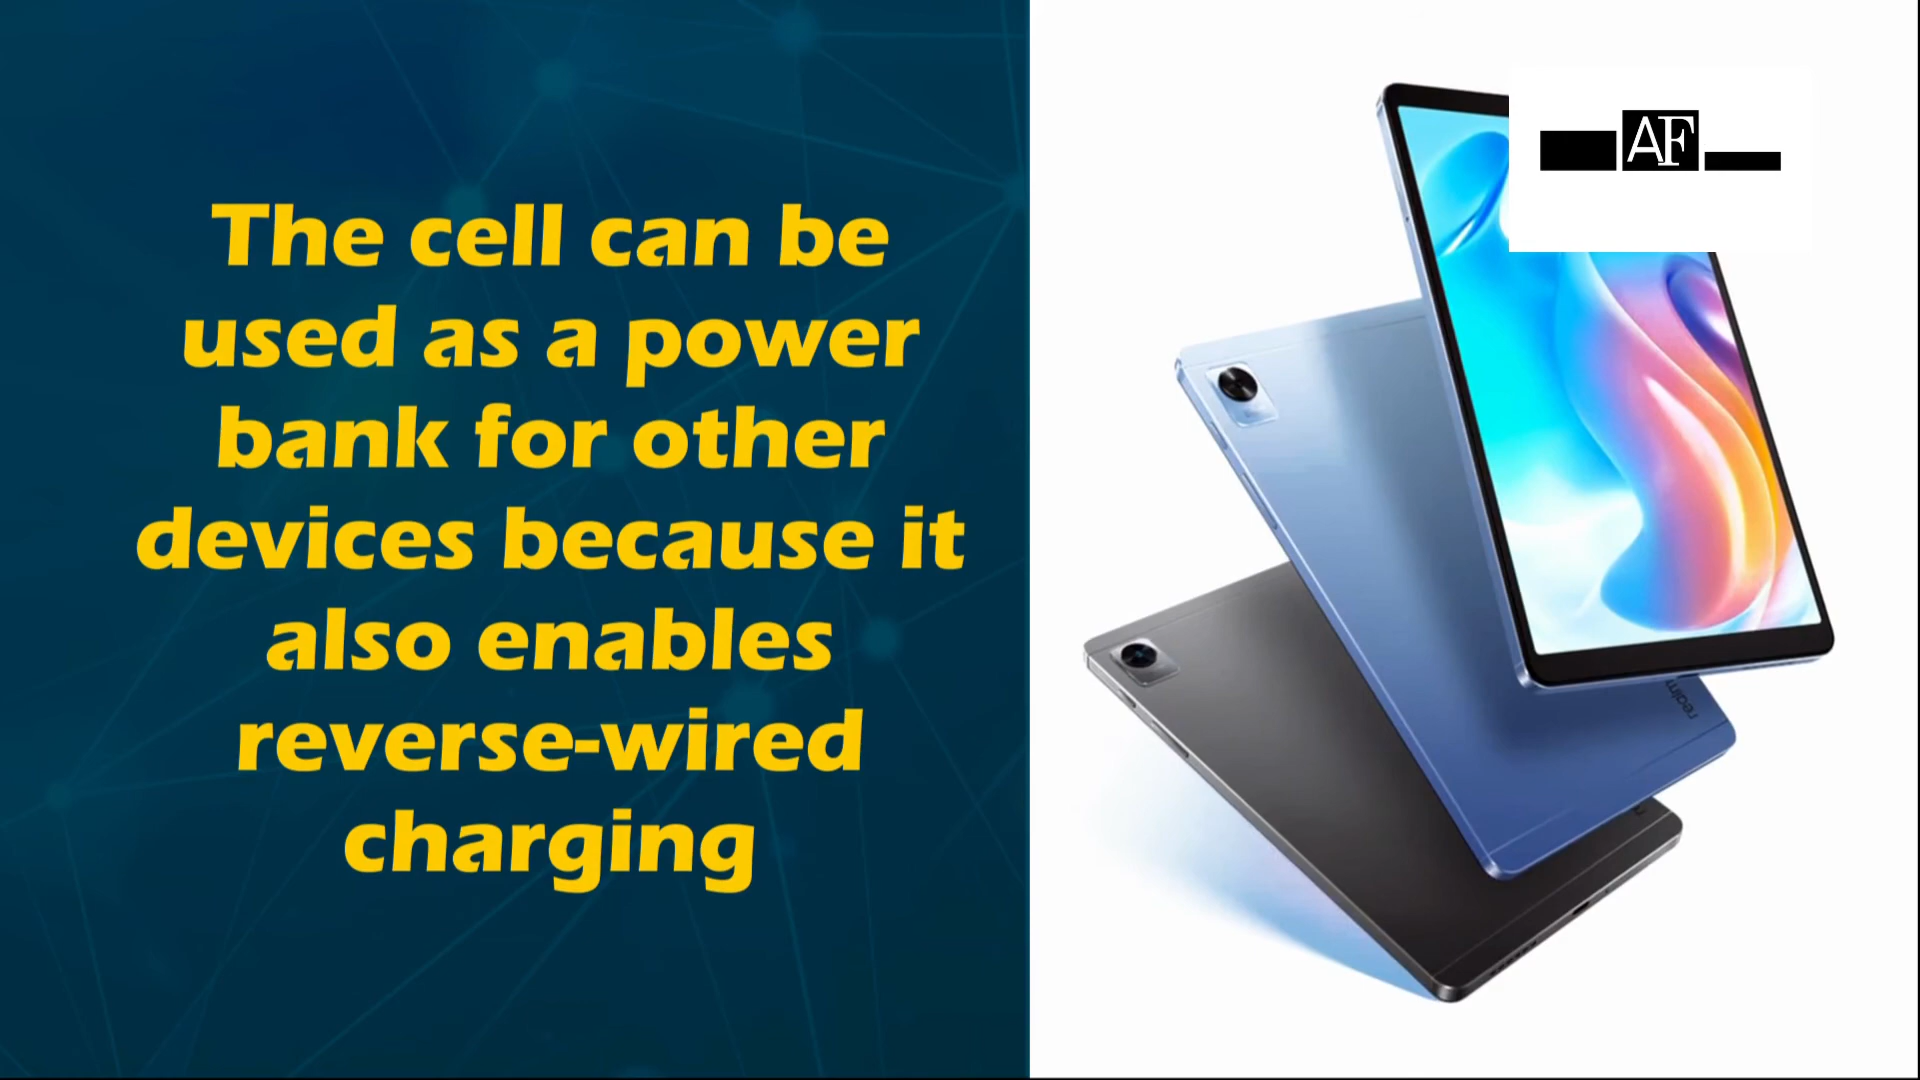 The cell can be
used as a power
bank for other
devices because it
also enables
reverse-wired
charging
AF
realme